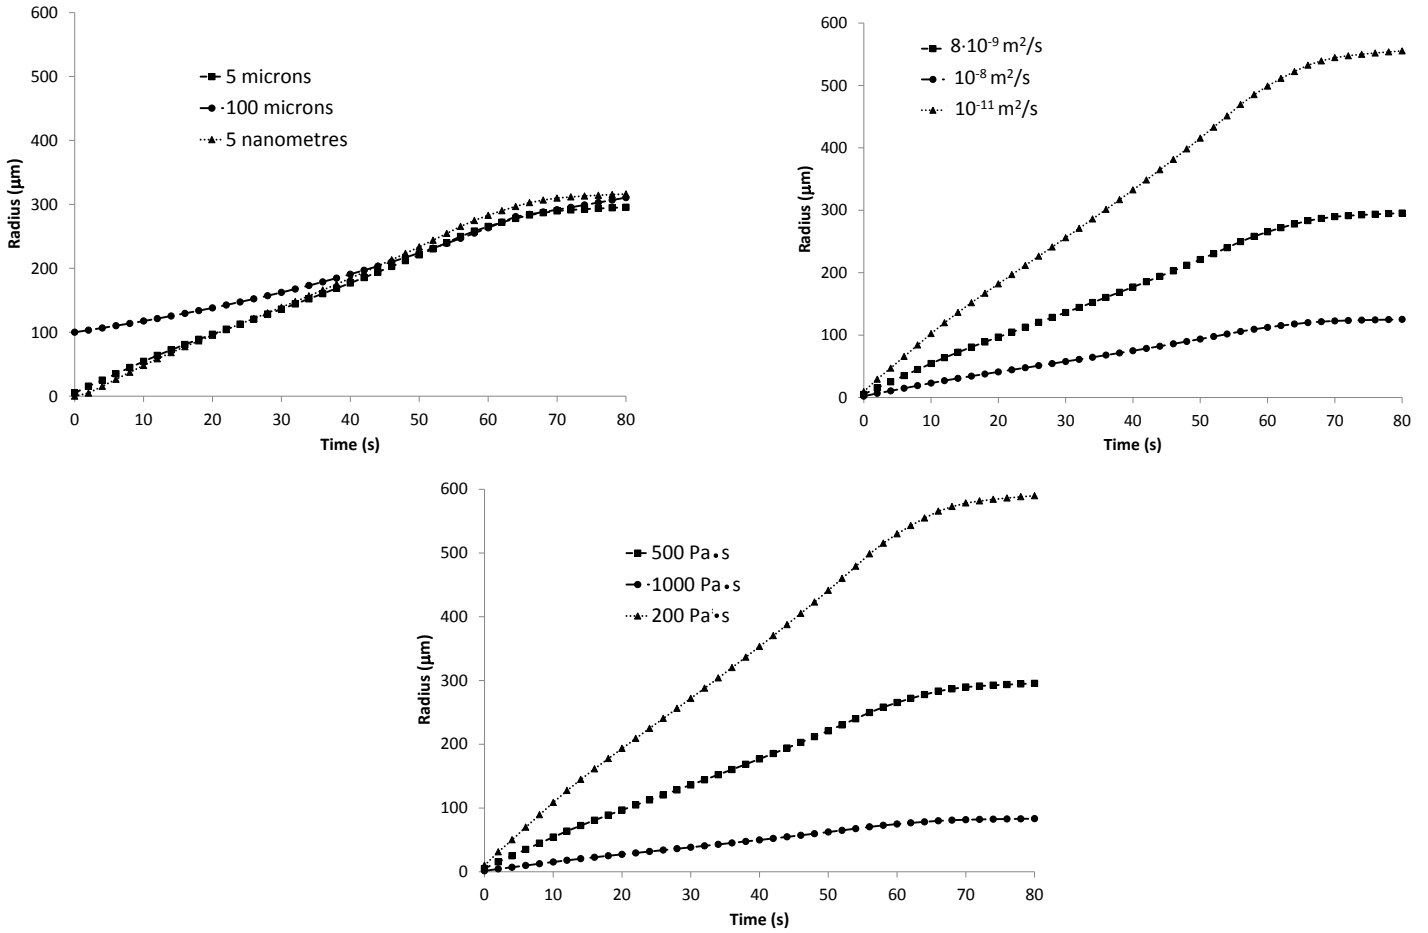 600
500
400
300
200
100
0
Radius (µm)
5 microns
100 microns
5 nanometres
0 10 20 30 40 50 60 70 80
Time (s)
600
500
400
300
200
100
0
Radius (µm)
8·10⁻⁹ m²/s
10⁻⁸ m²/s
10⁻¹¹ m²/s
0 10 20 30 40 50 60 70 80
Time (s)
600
500
400
300
200
100
0
Radius (µm)
500 Pa•s
1000 Pa•s
200 Pa•s
0 10 20 30 40 50 60 70 80
Time (s)